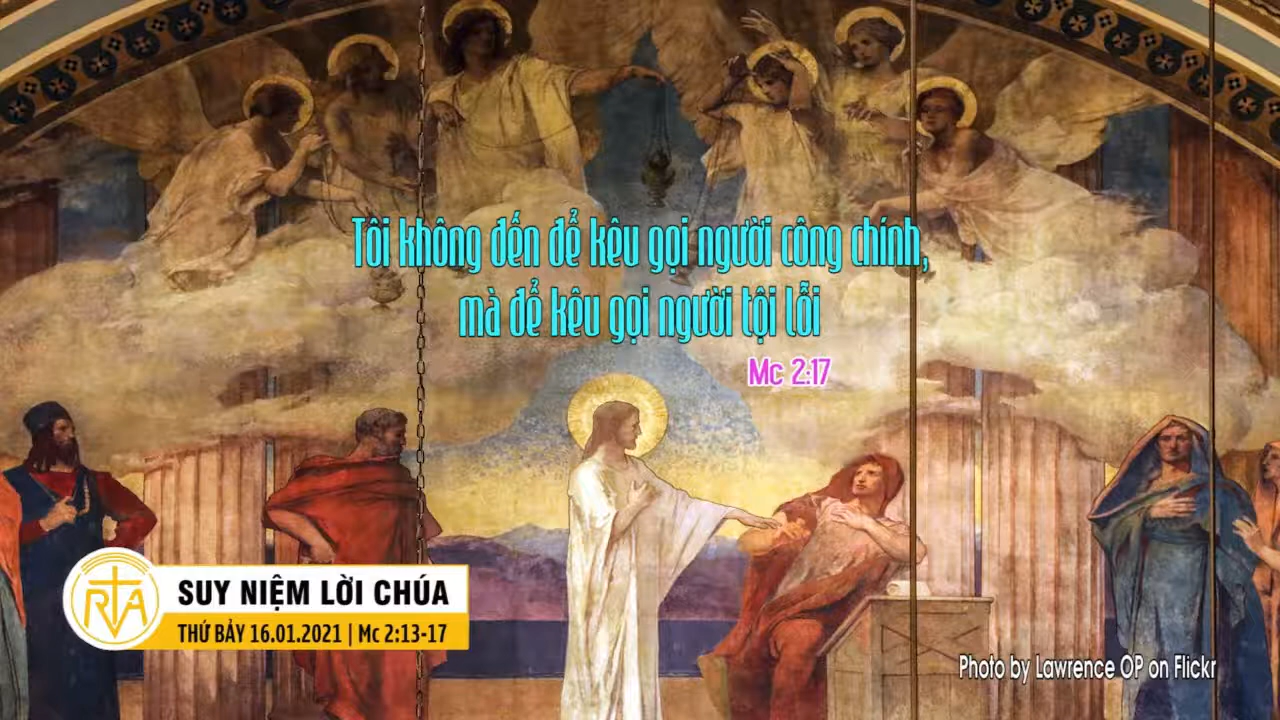 Tôi không đến để kêu gọi người công chính,
mà để kêu gọi người tội lỗi
Mc 2:17
RTA
SUY NIỆM LỜI CHÚA
THỨ BẢY 16.01.2021 | Mc 2:13-17
Photo by Lawrence OP on Flickr